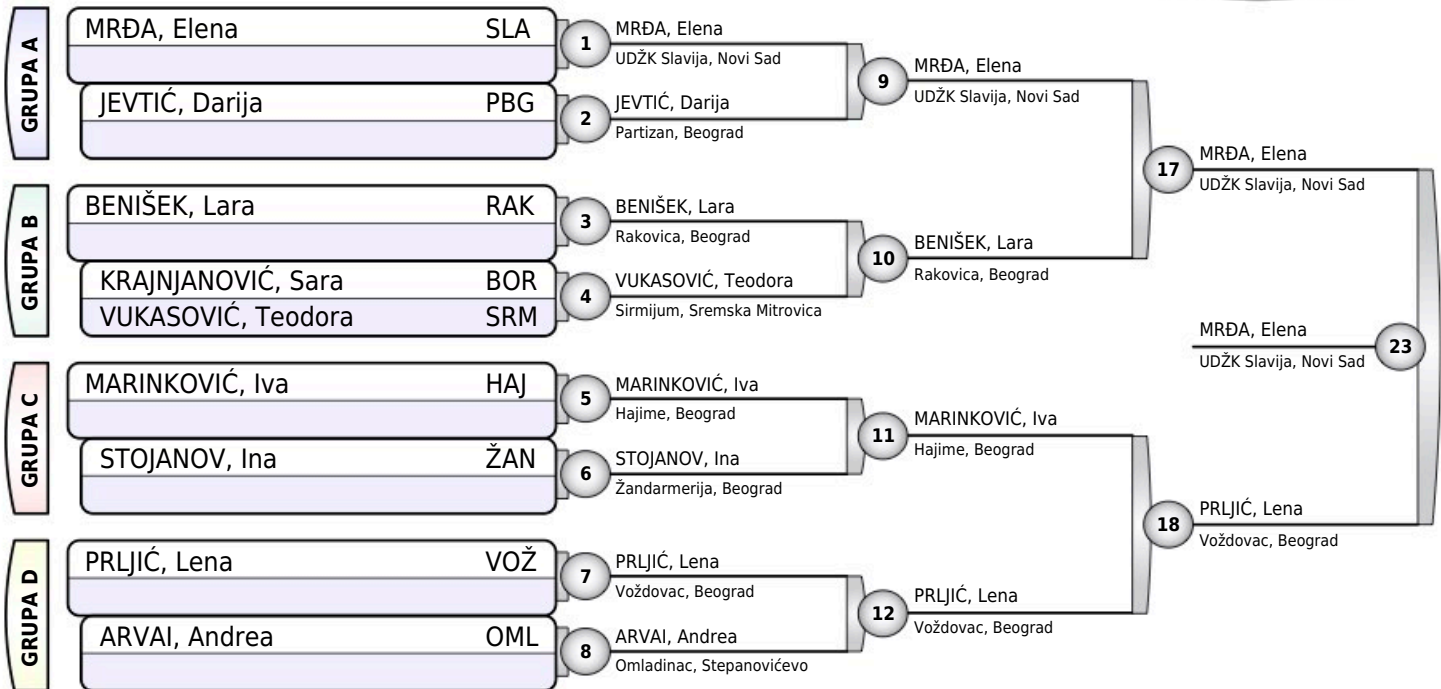 GRUPA A
MRĐA, Elena SLA
JEVTIĆ, Darija PBG
GRUPA B
BENIŠEK, Lara RAK
KRAJNJANOVIĆ, Sara BOR
VUKASOVIĆ, Teodora SRM
GRUPA C
MARINKOVIĆ, Iva HAJ
STOJANOV, Ina ŽAN
GRUPA D
PRLJIĆ, Lena VOŽ
ARVAI, Andrea OML
1
MRĐA, Elena
UDŽK Slavija, Novi Sad
2
JEVTIĆ, Darija
Partizan, Beograd
3
BENIŠEK, Lara
Rakovica, Beograd
4
VUKASOVIĆ, Teodora
Sirmijum, Sremska Mitrovica
5
MARINKOVIĆ, Iva
Hajime, Beograd
6
STOJANOV, Ina
Žandarmerija, Beograd
7
PRLJIĆ, Lena
Voždovac, Beograd
8
ARVAI, Andrea
Omladinac, Stepanovićevo
9
MRĐA, Elena
UDŽK Slavija, Novi Sad
10
BENIŠEK, Lara
Rakovica, Beograd
11
MARINKOVIĆ, Iva
Hajime, Beograd
12
PRLJIĆ, Lena
Voždovac, Beograd
17
MRĐA, Elena
UDŽK Slavija, Novi Sad
18
PRLJIĆ, Lena
Voždovac, Beograd
MRĐA, Elena
UDŽK Slavija, Novi Sad
23